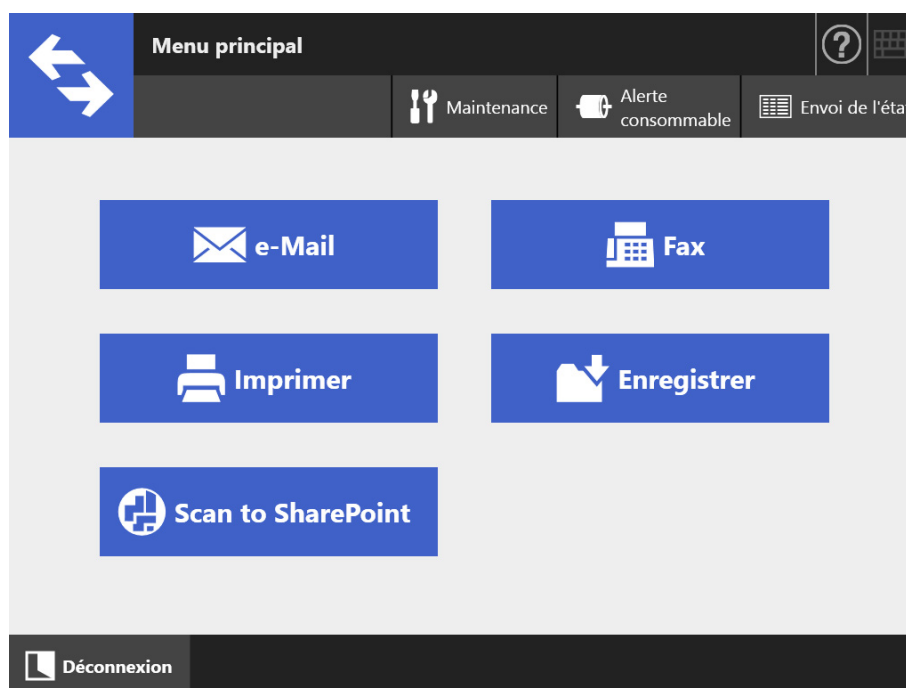 Menu principal
?
Maintenance
Alerte
consommable
Envoi de l'éta
e-Mail
Fax
Imprimer
Enregistrer
Scan to SharePoint
Déconnexion